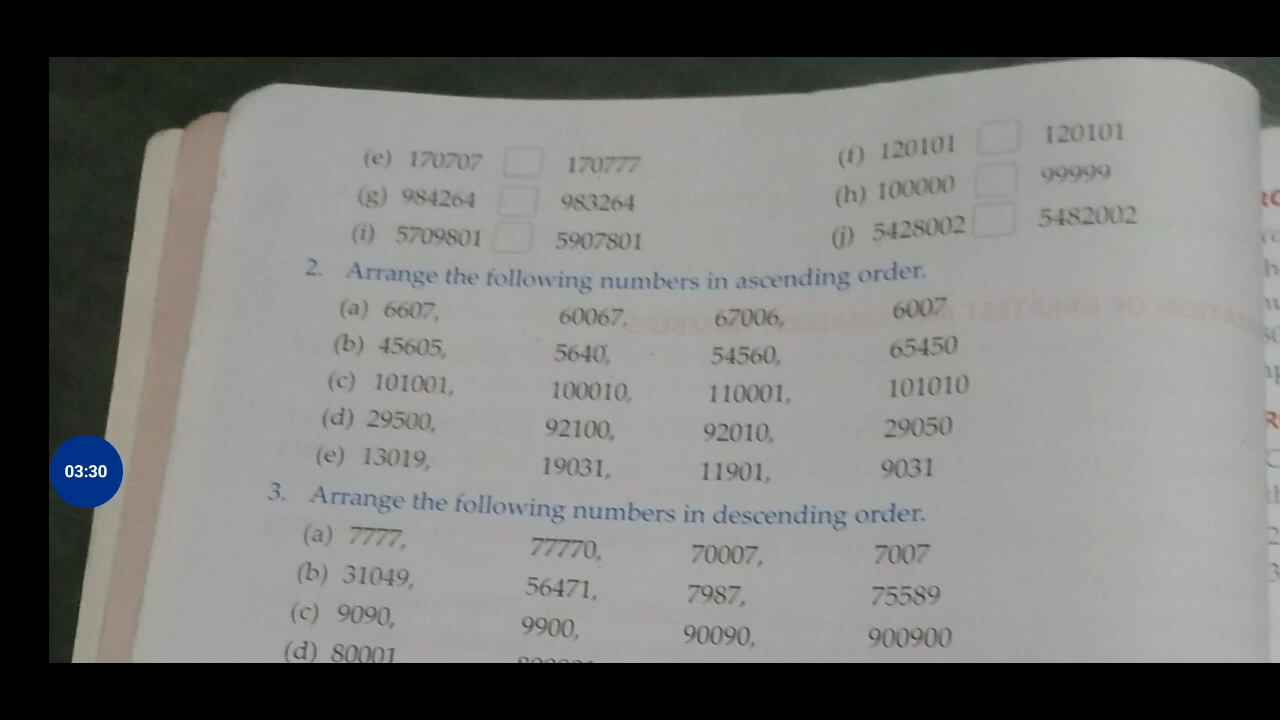 (e) 170707 170777 (f) 120101 120101
(g) 984264 983264 (h) 100000 99999
(i) 5709801 5907801 (j) 5428002 5482002
2. Arrange the following numbers in ascending order.
(a) 6607, 60067, 67006, 6007
(b) 45605, 5640, 54560, 65450
(c) 101001, 100010, 110001, 101010
(d) 29500, 92100, 92010, 29050
(e) 13019, 19031, 11901, 9031
03:30
3. Arrange the following numbers in descending order.
(a) 7777, 77770, 70007, 7007
(b) 31049, 56471, 7987, 75589
(c) 9090, 9900, 90090, 900900
(d) 80001